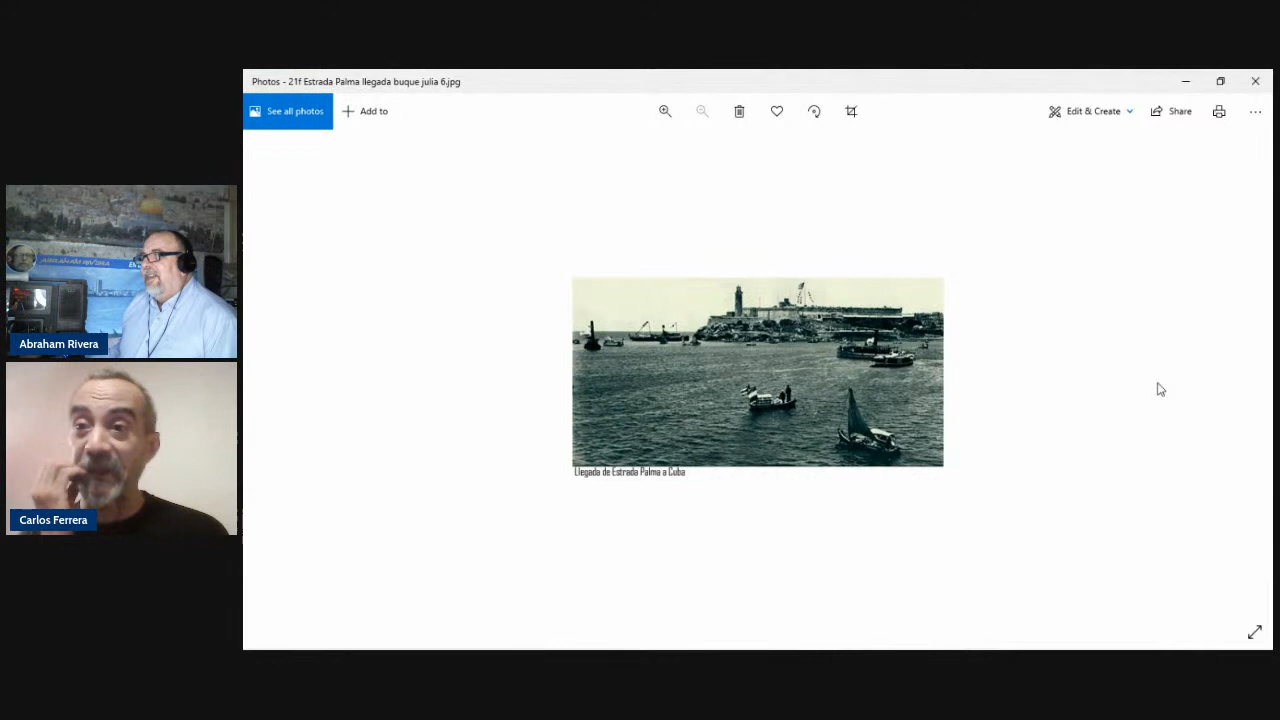 Photos - 21f Estrada Palma llegada buque julia 6.jpg
See all photos
Add to
Edit & Create
Share
Abraham Rivera
Carlos Ferrera
Llegada de Estrada Palma a Cuba